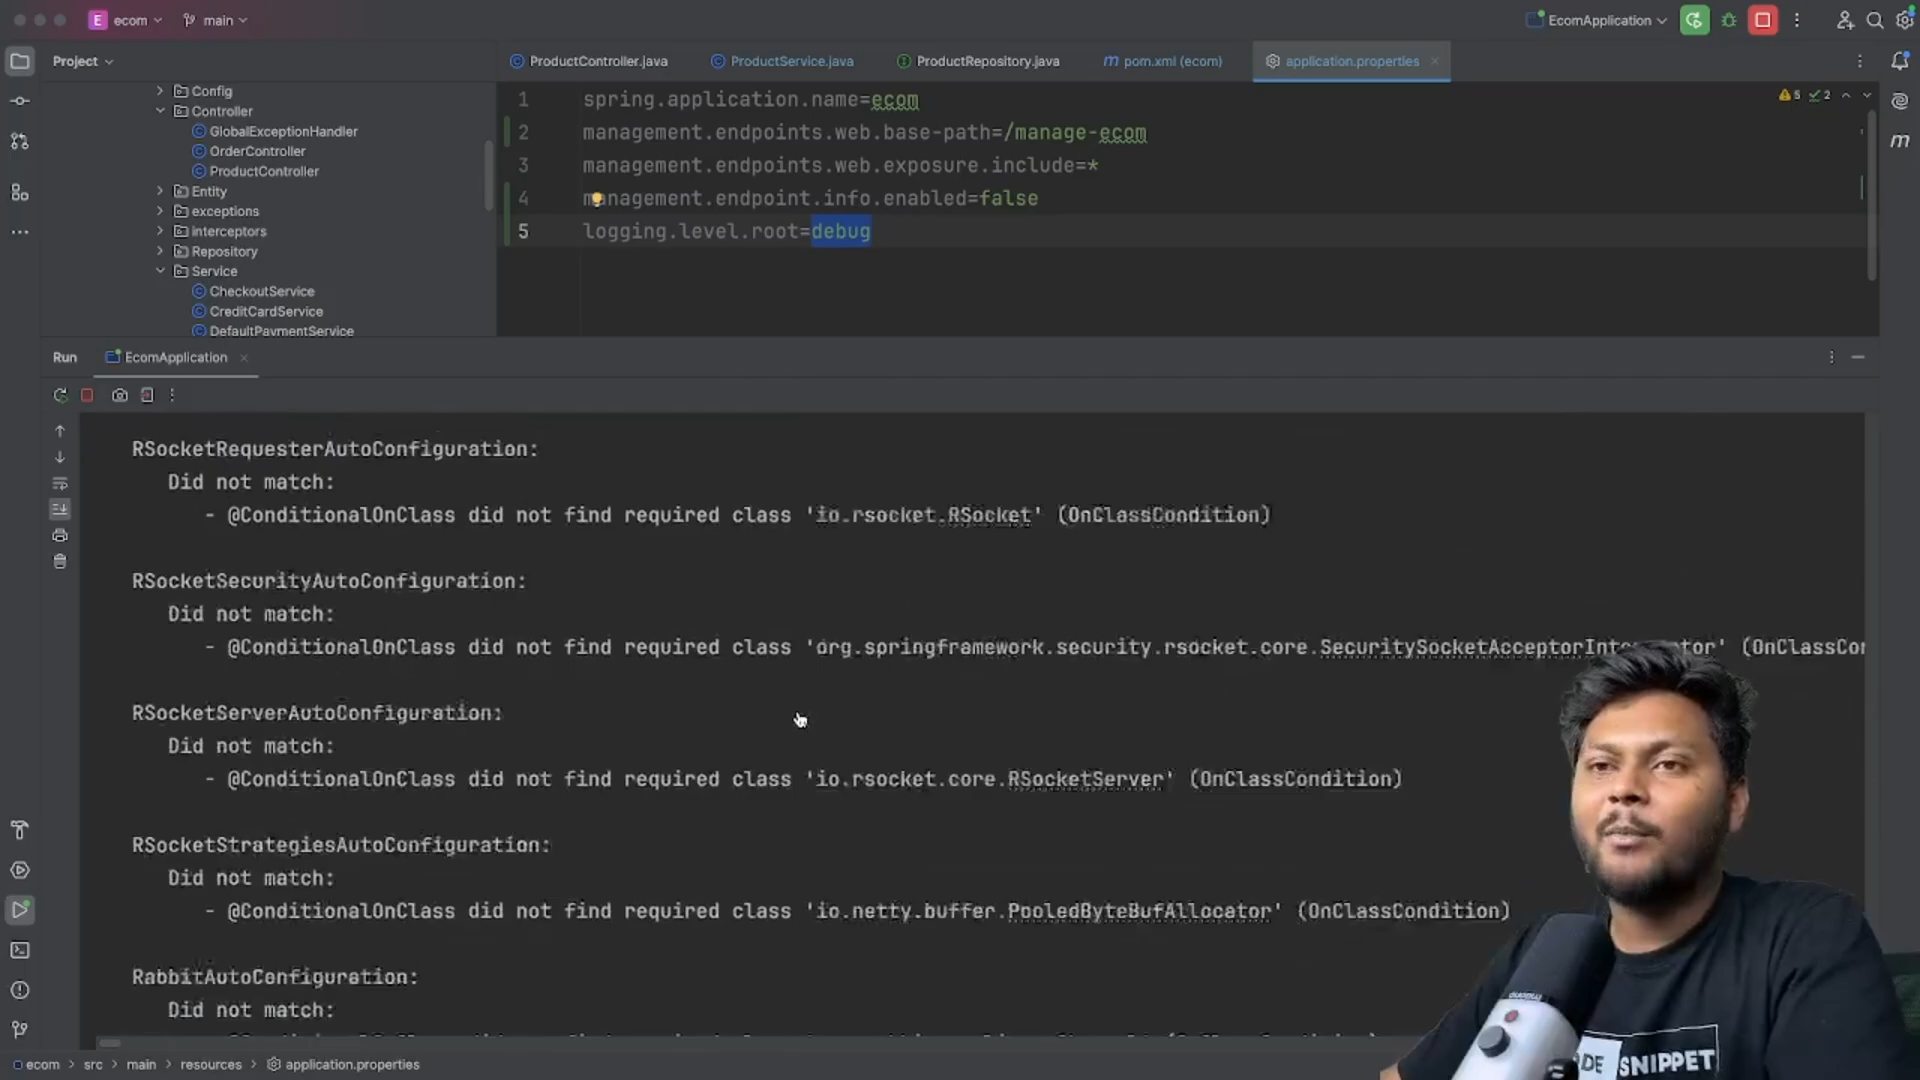 E ecom main EcomApplication
Project
Config
Controller
GlobalExceptionHandler
OrderController
ProductController
Entity
exceptions
interceptors
Repository
Service
CheckoutService
CreditCardService
DefaultPaymentService
ProductController.java ProductService.java ProductRepository.java m pom.xml (ecom) application.properties
5 2
1 spring.application.name=ecom
2 management.endpoints.web.base-path=/manage-ecom
3 management.endpoints.web.exposure.include=*
4 management.endpoint.info.enabled=false
5 logging.level.root=debug
Run EcomApplication
RSocketRequesterAutoConfiguration:
Did not match:
- @ConditionalOnClass did not find required class 'io.rsocket.RSocket' (OnClassCondition)
RSocketSecurityAutoConfiguration:
Did not match:
- @ConditionalOnClass did not find required class 'org.springframework.security.rsocket.core.SecuritySocketAcceptorInterceptor' (OnClassCon
RSocketServerAutoConfiguration:
Did not match:
- @ConditionalOnClass did not find required class 'io.rsocket.core.RSocketServer' (OnClassCondition)
RSocketStrategiesAutoConfiguration:
Did not match:
- @ConditionalOnClass did not find required class 'io.netty.buffer.PooledByteBufAllocator' (OnClassCondition)
RabbitAutoConfiguration:
Did not match:
ecom > src > main > resources > application.properties
DE SNIPPET